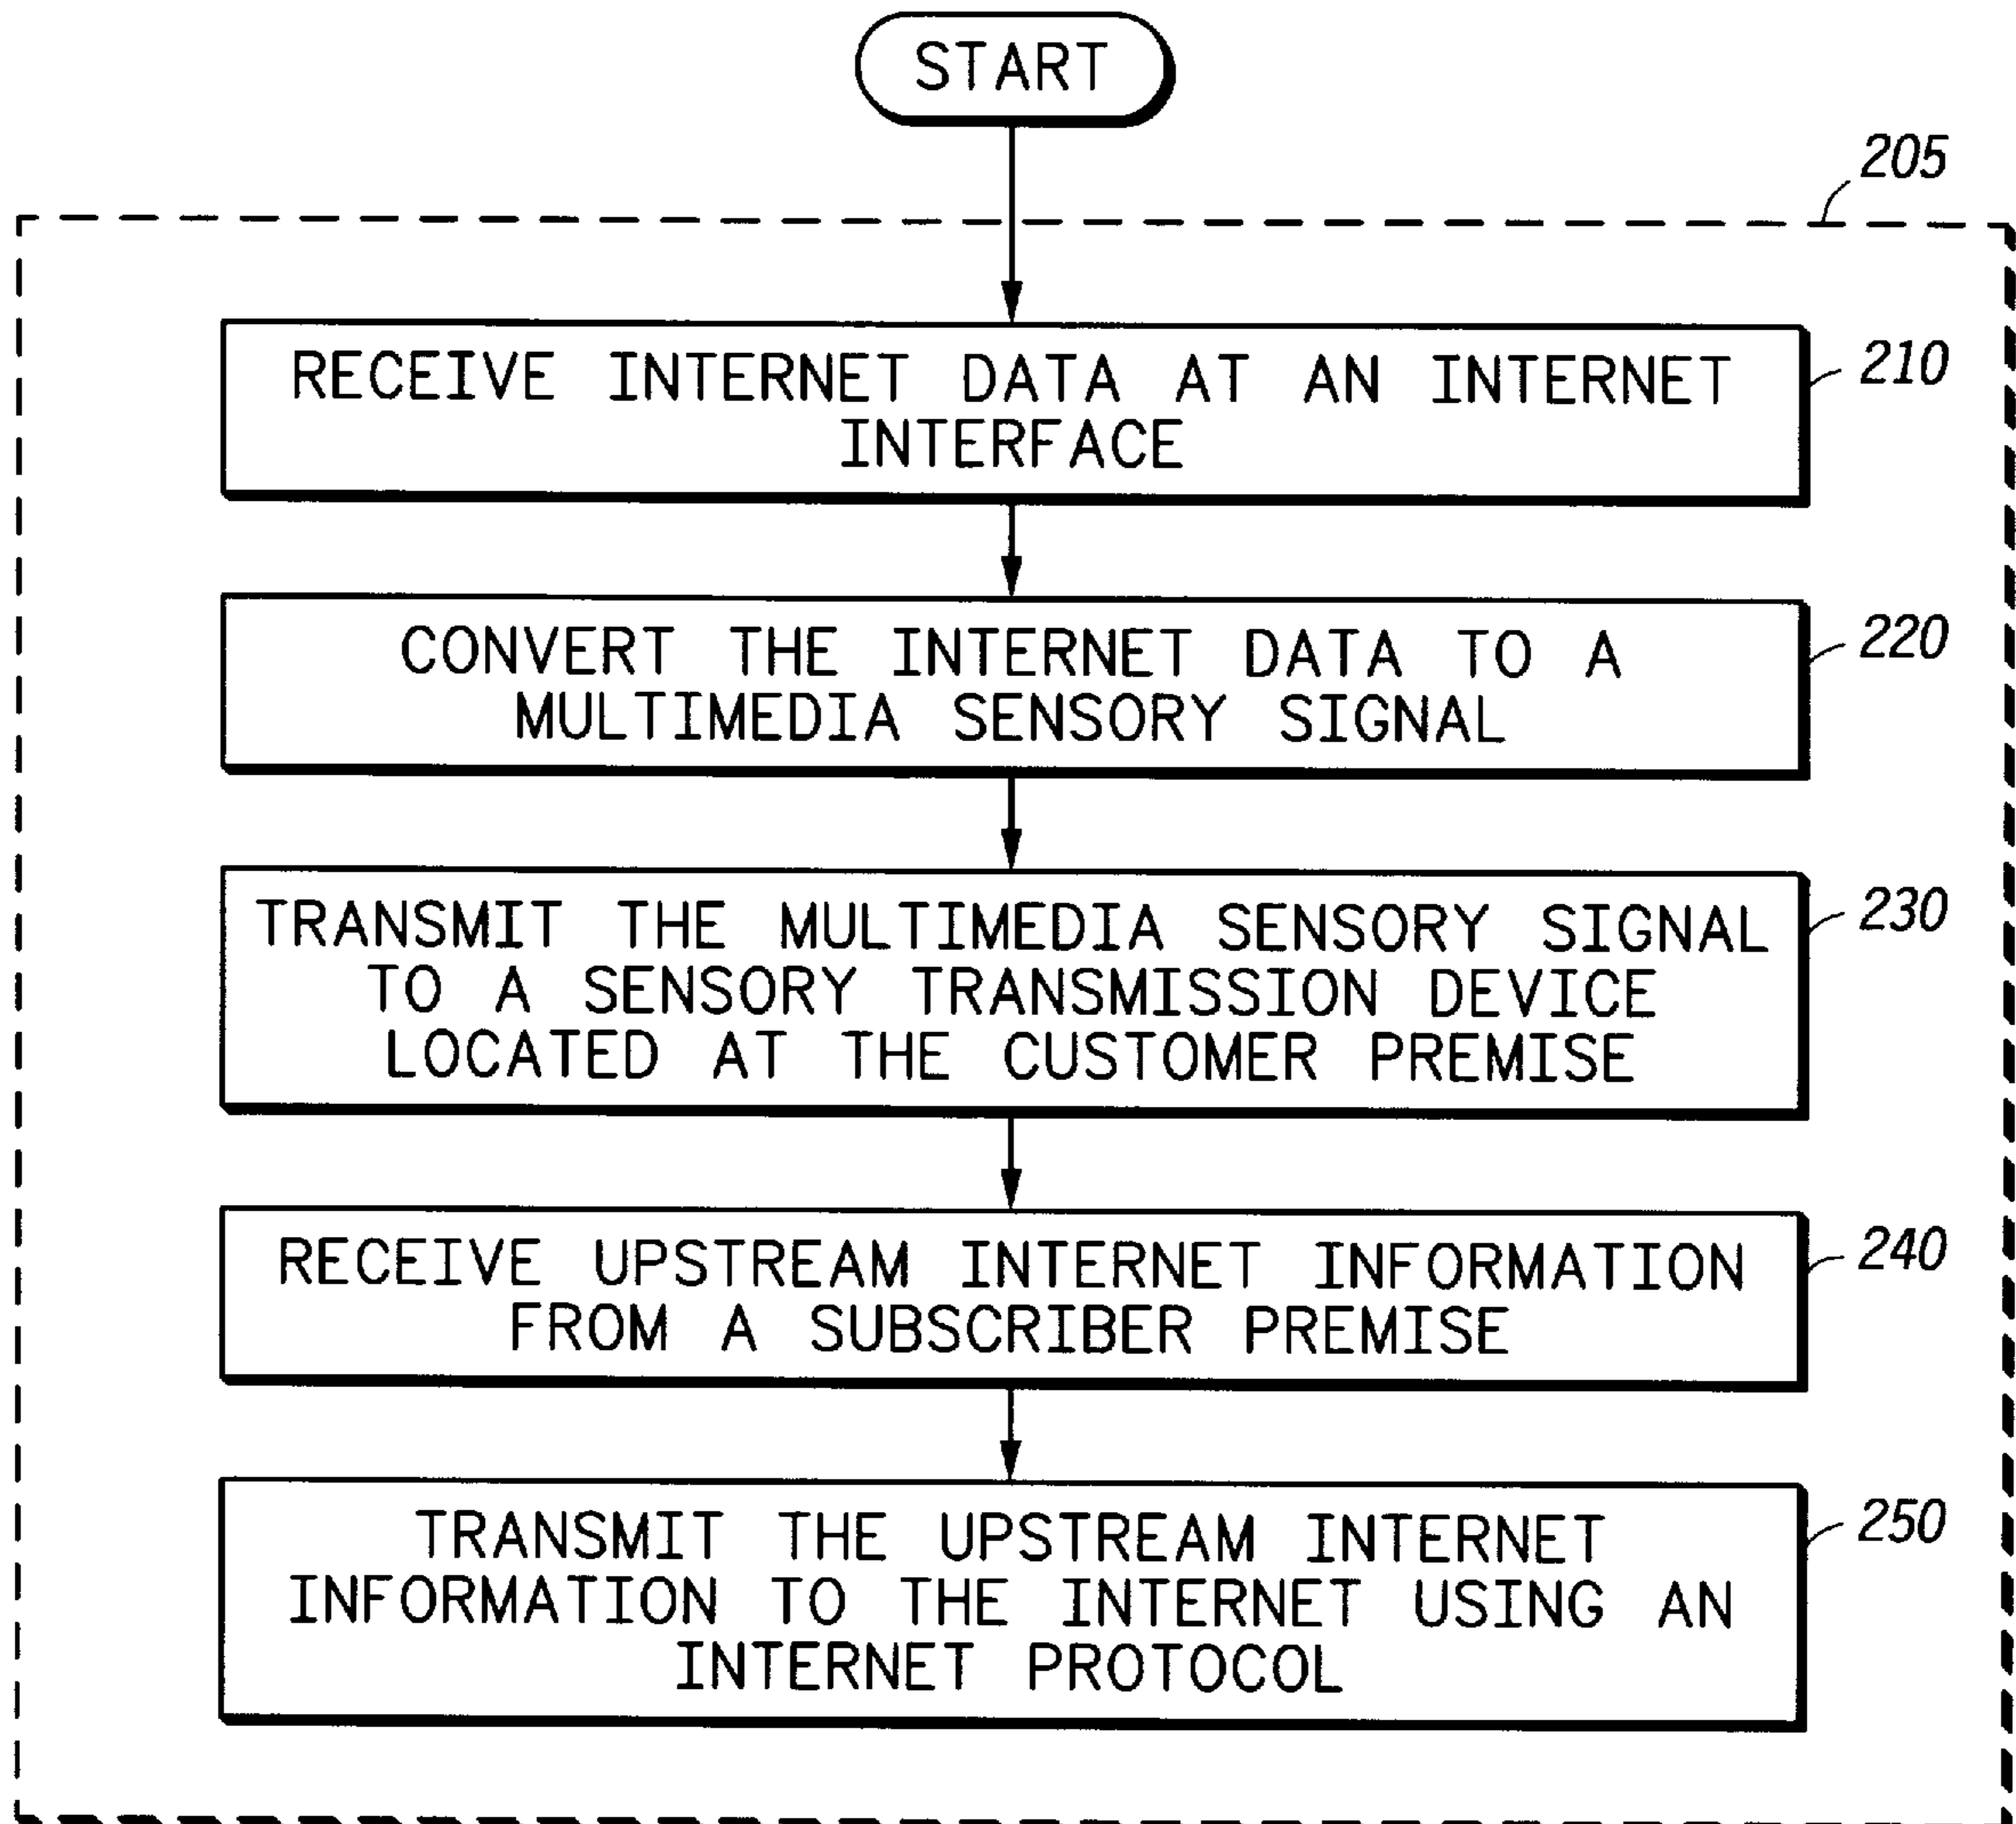 START
205
RECEIVE INTERNET DATA AT AN INTERNET
INTERFACE
210
CONVERT THE INTERNET DATA TO A
MULTIMEDIA SENSORY SIGNAL
220
TRANSMIT THE MULTIMEDIA SENSORY SIGNAL
TO A SENSORY TRANSMISSION DEVICE
LOCATED AT THE CUSTOMER PREMISE
230
RECEIVE UPSTREAM INTERNET INFORMATION
FROM A SUBSCRIBER PREMISE
240
TRANSMIT THE UPSTREAM INTERNET
INFORMATION TO THE INTERNET USING AN
INTERNET PROTOCOL
250